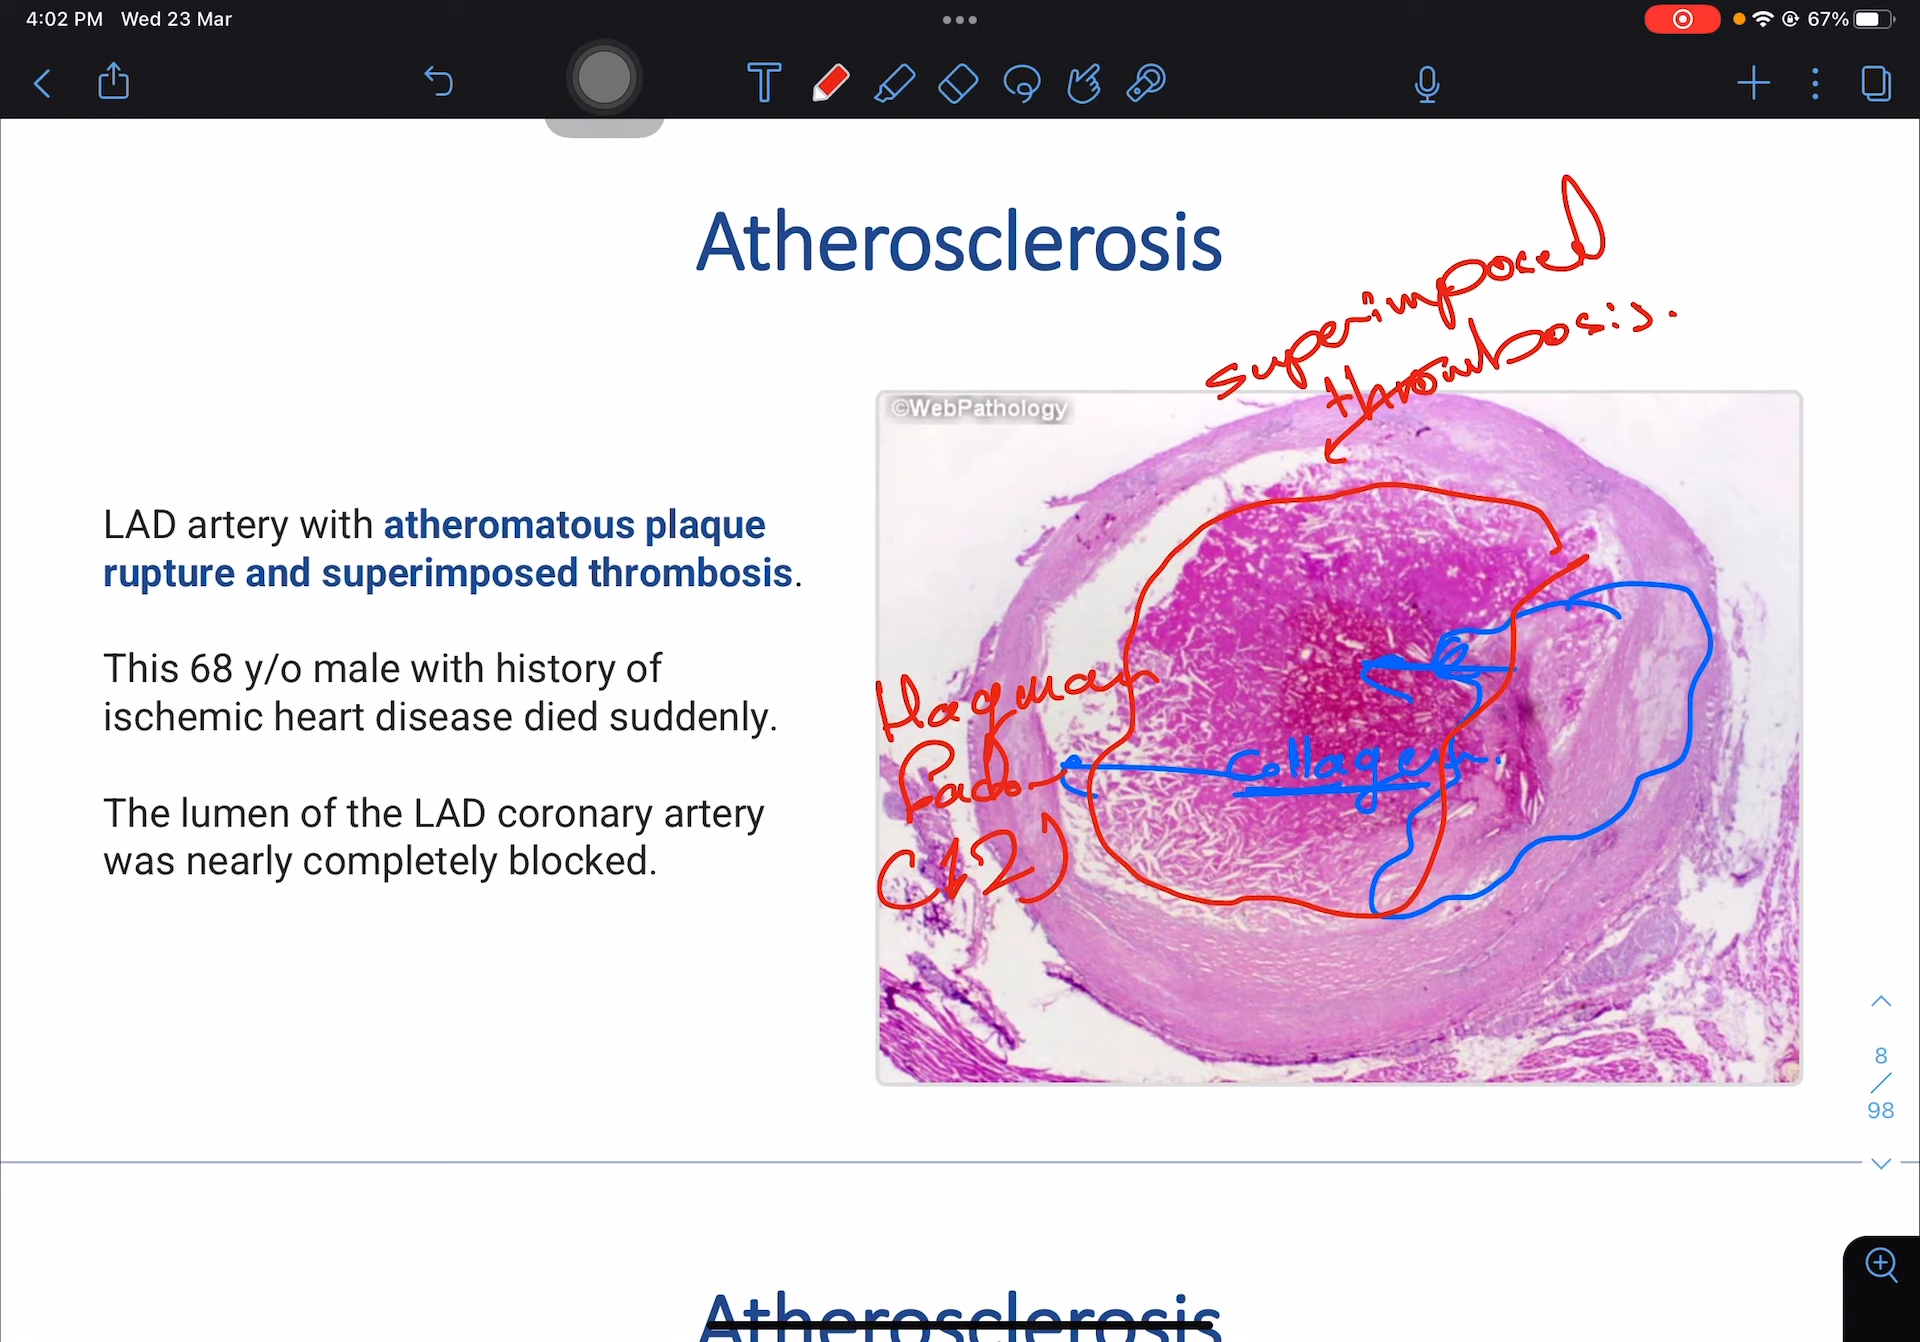 4:02 PM Wed 23 Mar
67%
Atherosclerosis
superimposed
thrombosis.
©WebPathology
LAD artery with atheromatous plaque
rupture and superimposed thrombosis.
This 68 y/o male with history of
ischemic heart disease died suddenly.
The lumen of the LAD coronary artery
was nearly completely blocked.
Hageman
(12)
collagen.
8
98
Atherosclerosis